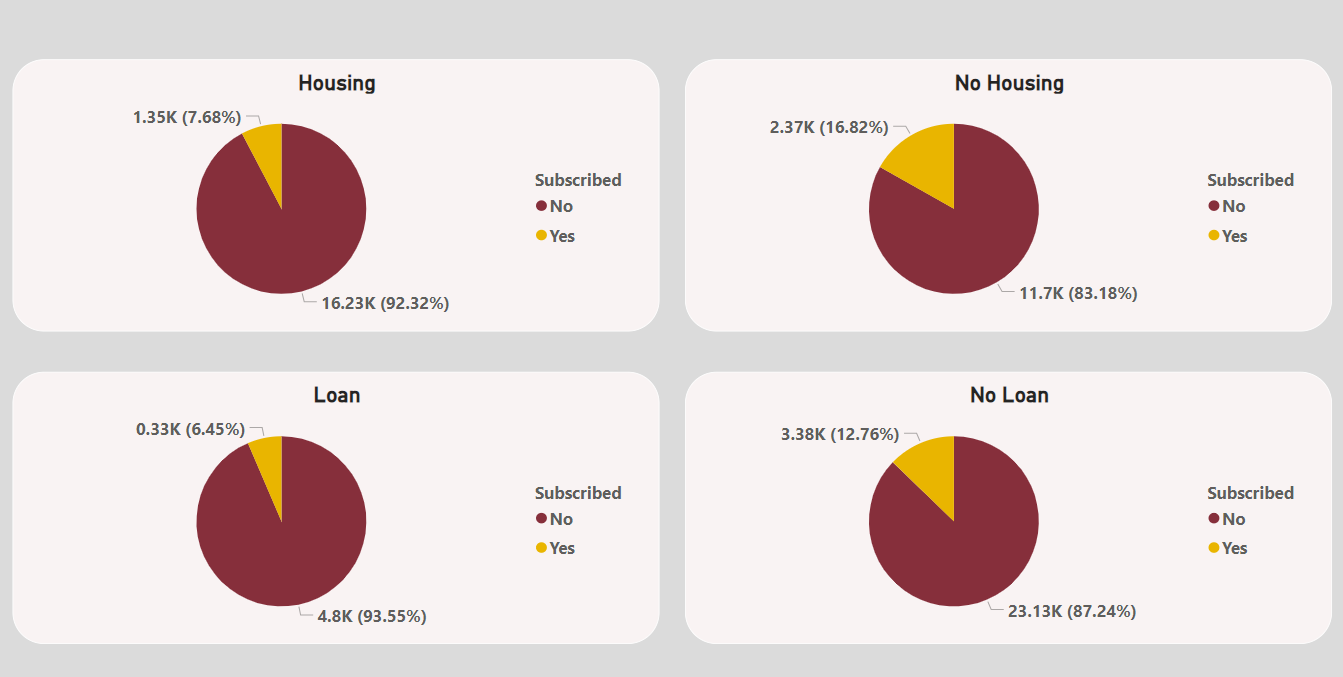 Housing
1.35K (7.68%)
Subscribed
No
Yes
16.23K (92.32%)
No Housing
2.37K (16.82%)
Subscribed
No
Yes
11.7K (83.18%)
Loan
0.33K (6.45%)
Subscribed
No
Yes
4.8K (93.55%)
No Loan
3.38K (12.76%)
Subscribed
No
Yes
23.13K (87.24%)